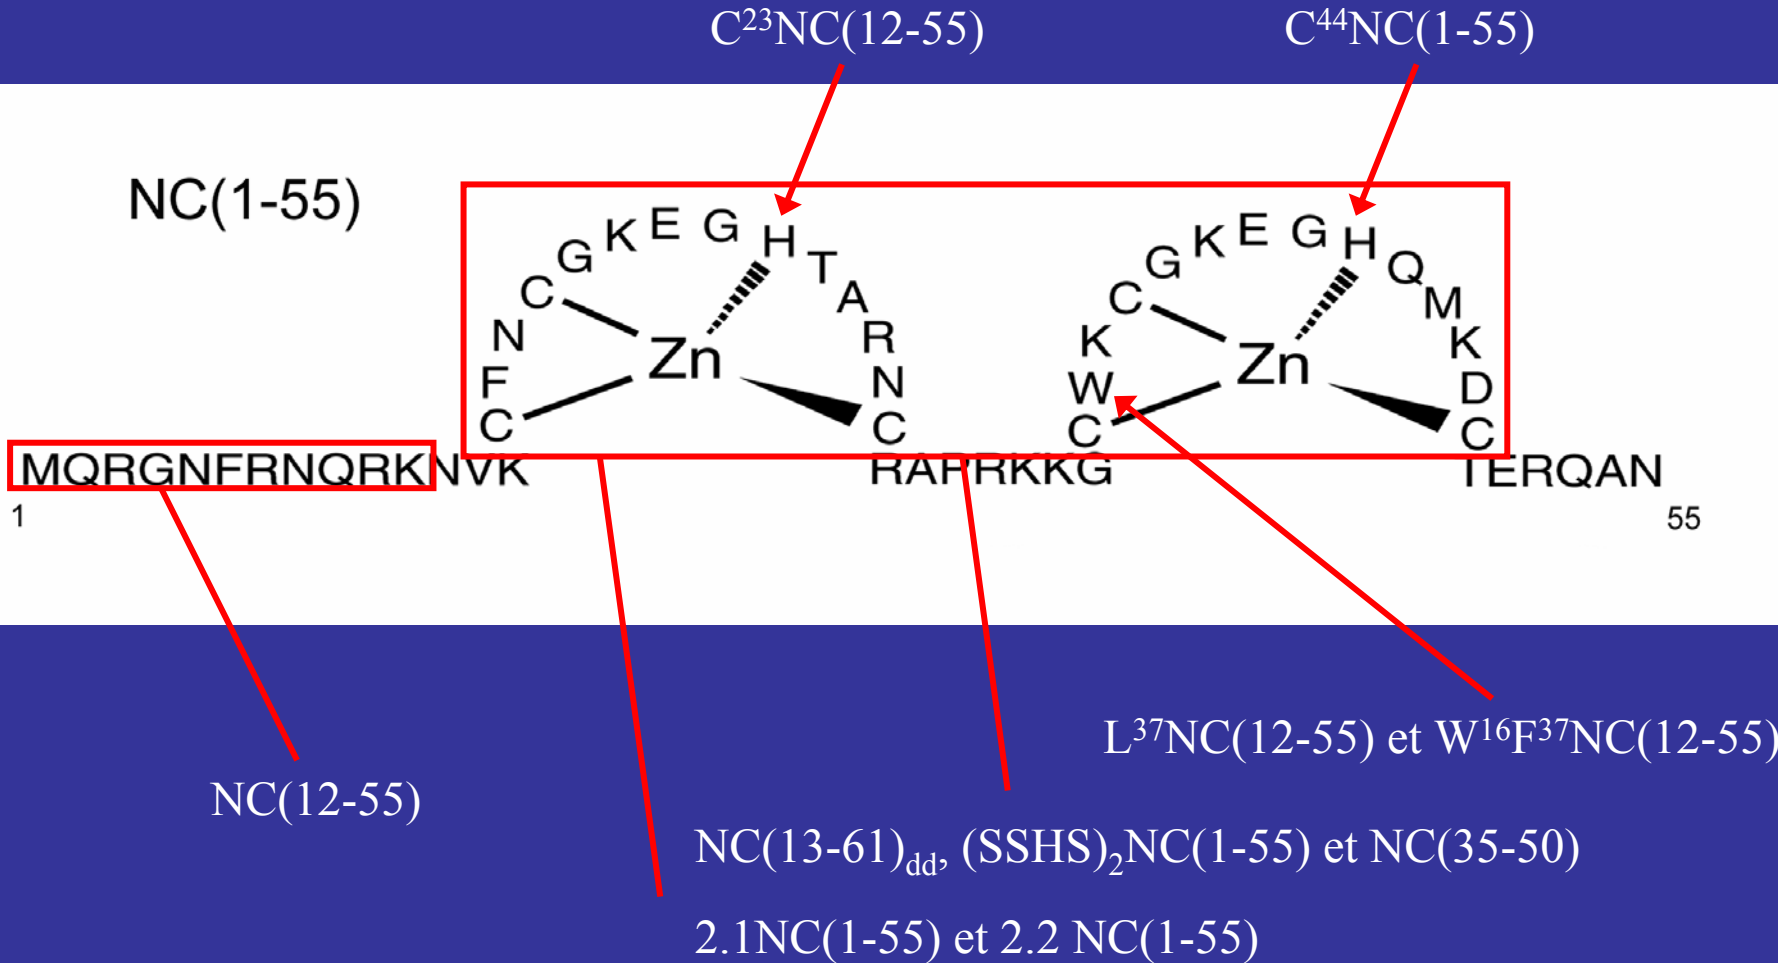 C²³NC(12-55) C⁴⁴NC(1-55)
NC(1-55)
C F N C G K E G H T A R N C
Zn
C W K C G K E G H Q M K D C
Zn
MQRGNFRNQRKNVK RAPRKKG TERQAN
1 55
L³⁷NC(12-55) et W¹⁶F³⁷NC(12-55)
NC(12-55)
NC(13-61)dd, (SSHS)₂NC(1-55) et NC(35-50)
2.1NC(1-55) et 2.2 NC(1-55)